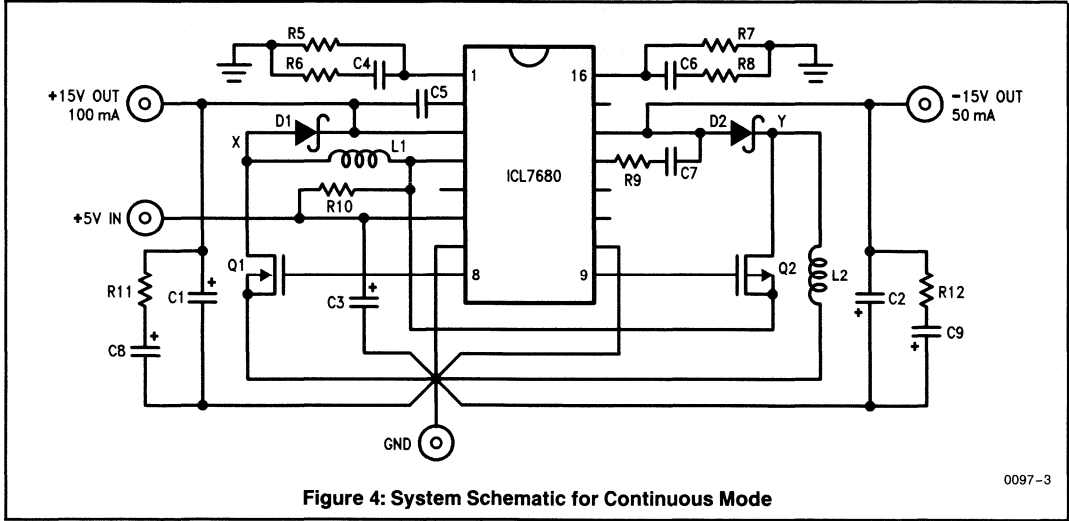 R5
R6
C4
1
16
C6
R7
R8
+15V OUT
100 mA
C5
-15V OUT
50 mA
D1
X
L1
D2
Y
R9
C7
ICL7680
R10
+5V IN
Q1
8
9
Q2
L2
R11
C1
+
C3
+
C2
+
R12
C8
+
C9
+
GND
0097-3
Figure 4: System Schematic for Continuous Mode